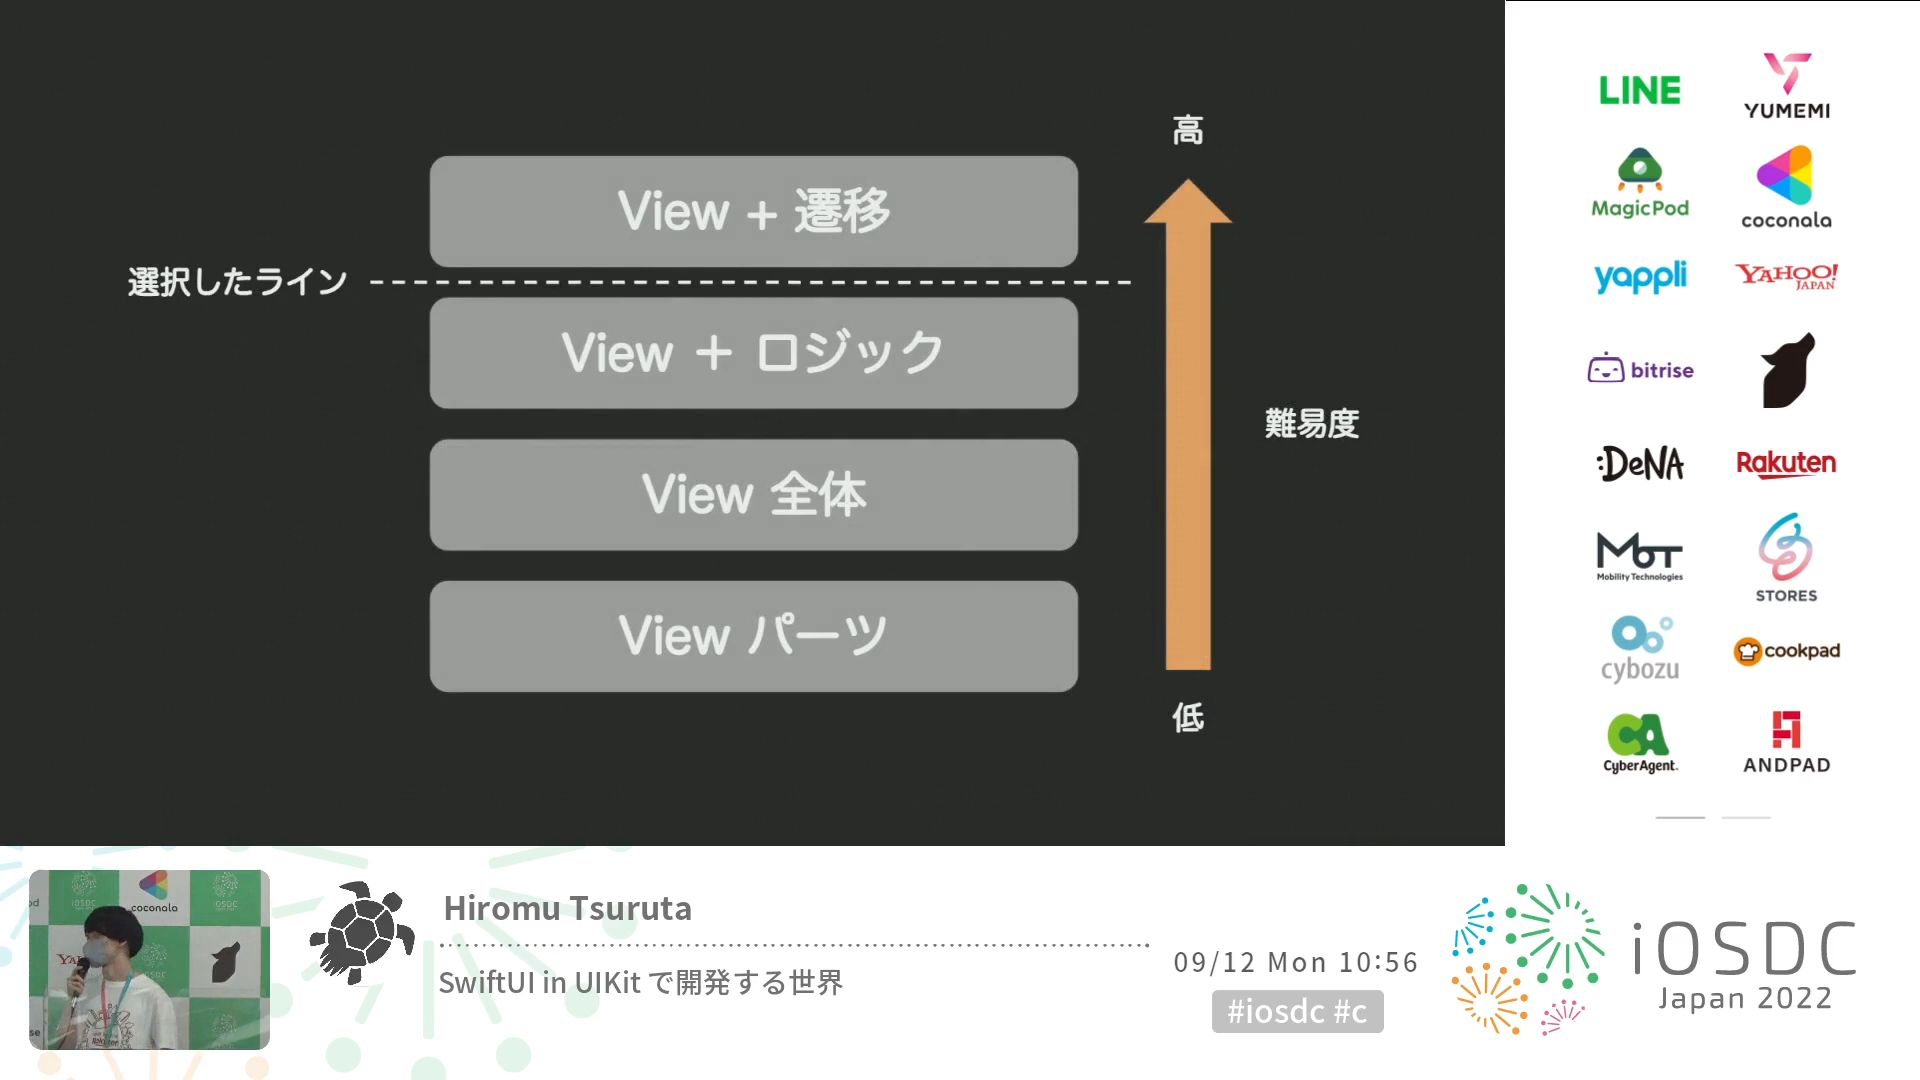 高
View + 遷移
選択したライン
View + ロジック
難易度
View 全体
View パーツ
低
LINE
YUMEMI
MagicPod
coconala
yappli
YAHOO!
JAPAN
bitrise
:DeNA
Rakuten
MoT
Mobility Technologies
STORES
cybozu
cookpad
CA
CyberAgent.
ANDPAD
coconala
Hiromu Tsuruta
SwiftUI in UIKit で開発する世界
09/12 Mon 10:56
#iosdc #c
iOSDC
Japan 2022